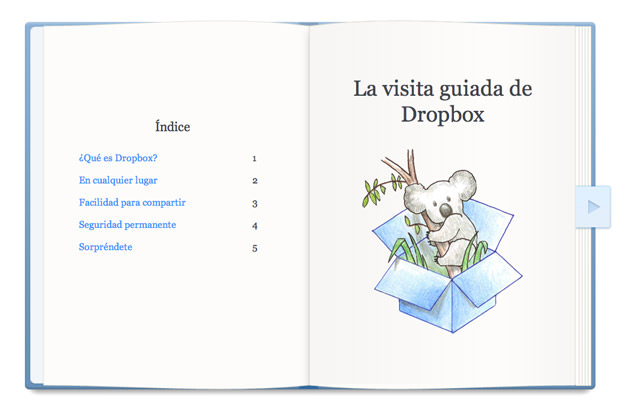 Índice
¿Qué es Dropbox? 1
En cualquier lugar 2
Facilidad para compartir 3
Seguridad permanente 4
Sorpréndete 5
La visita guiada de
Dropbox